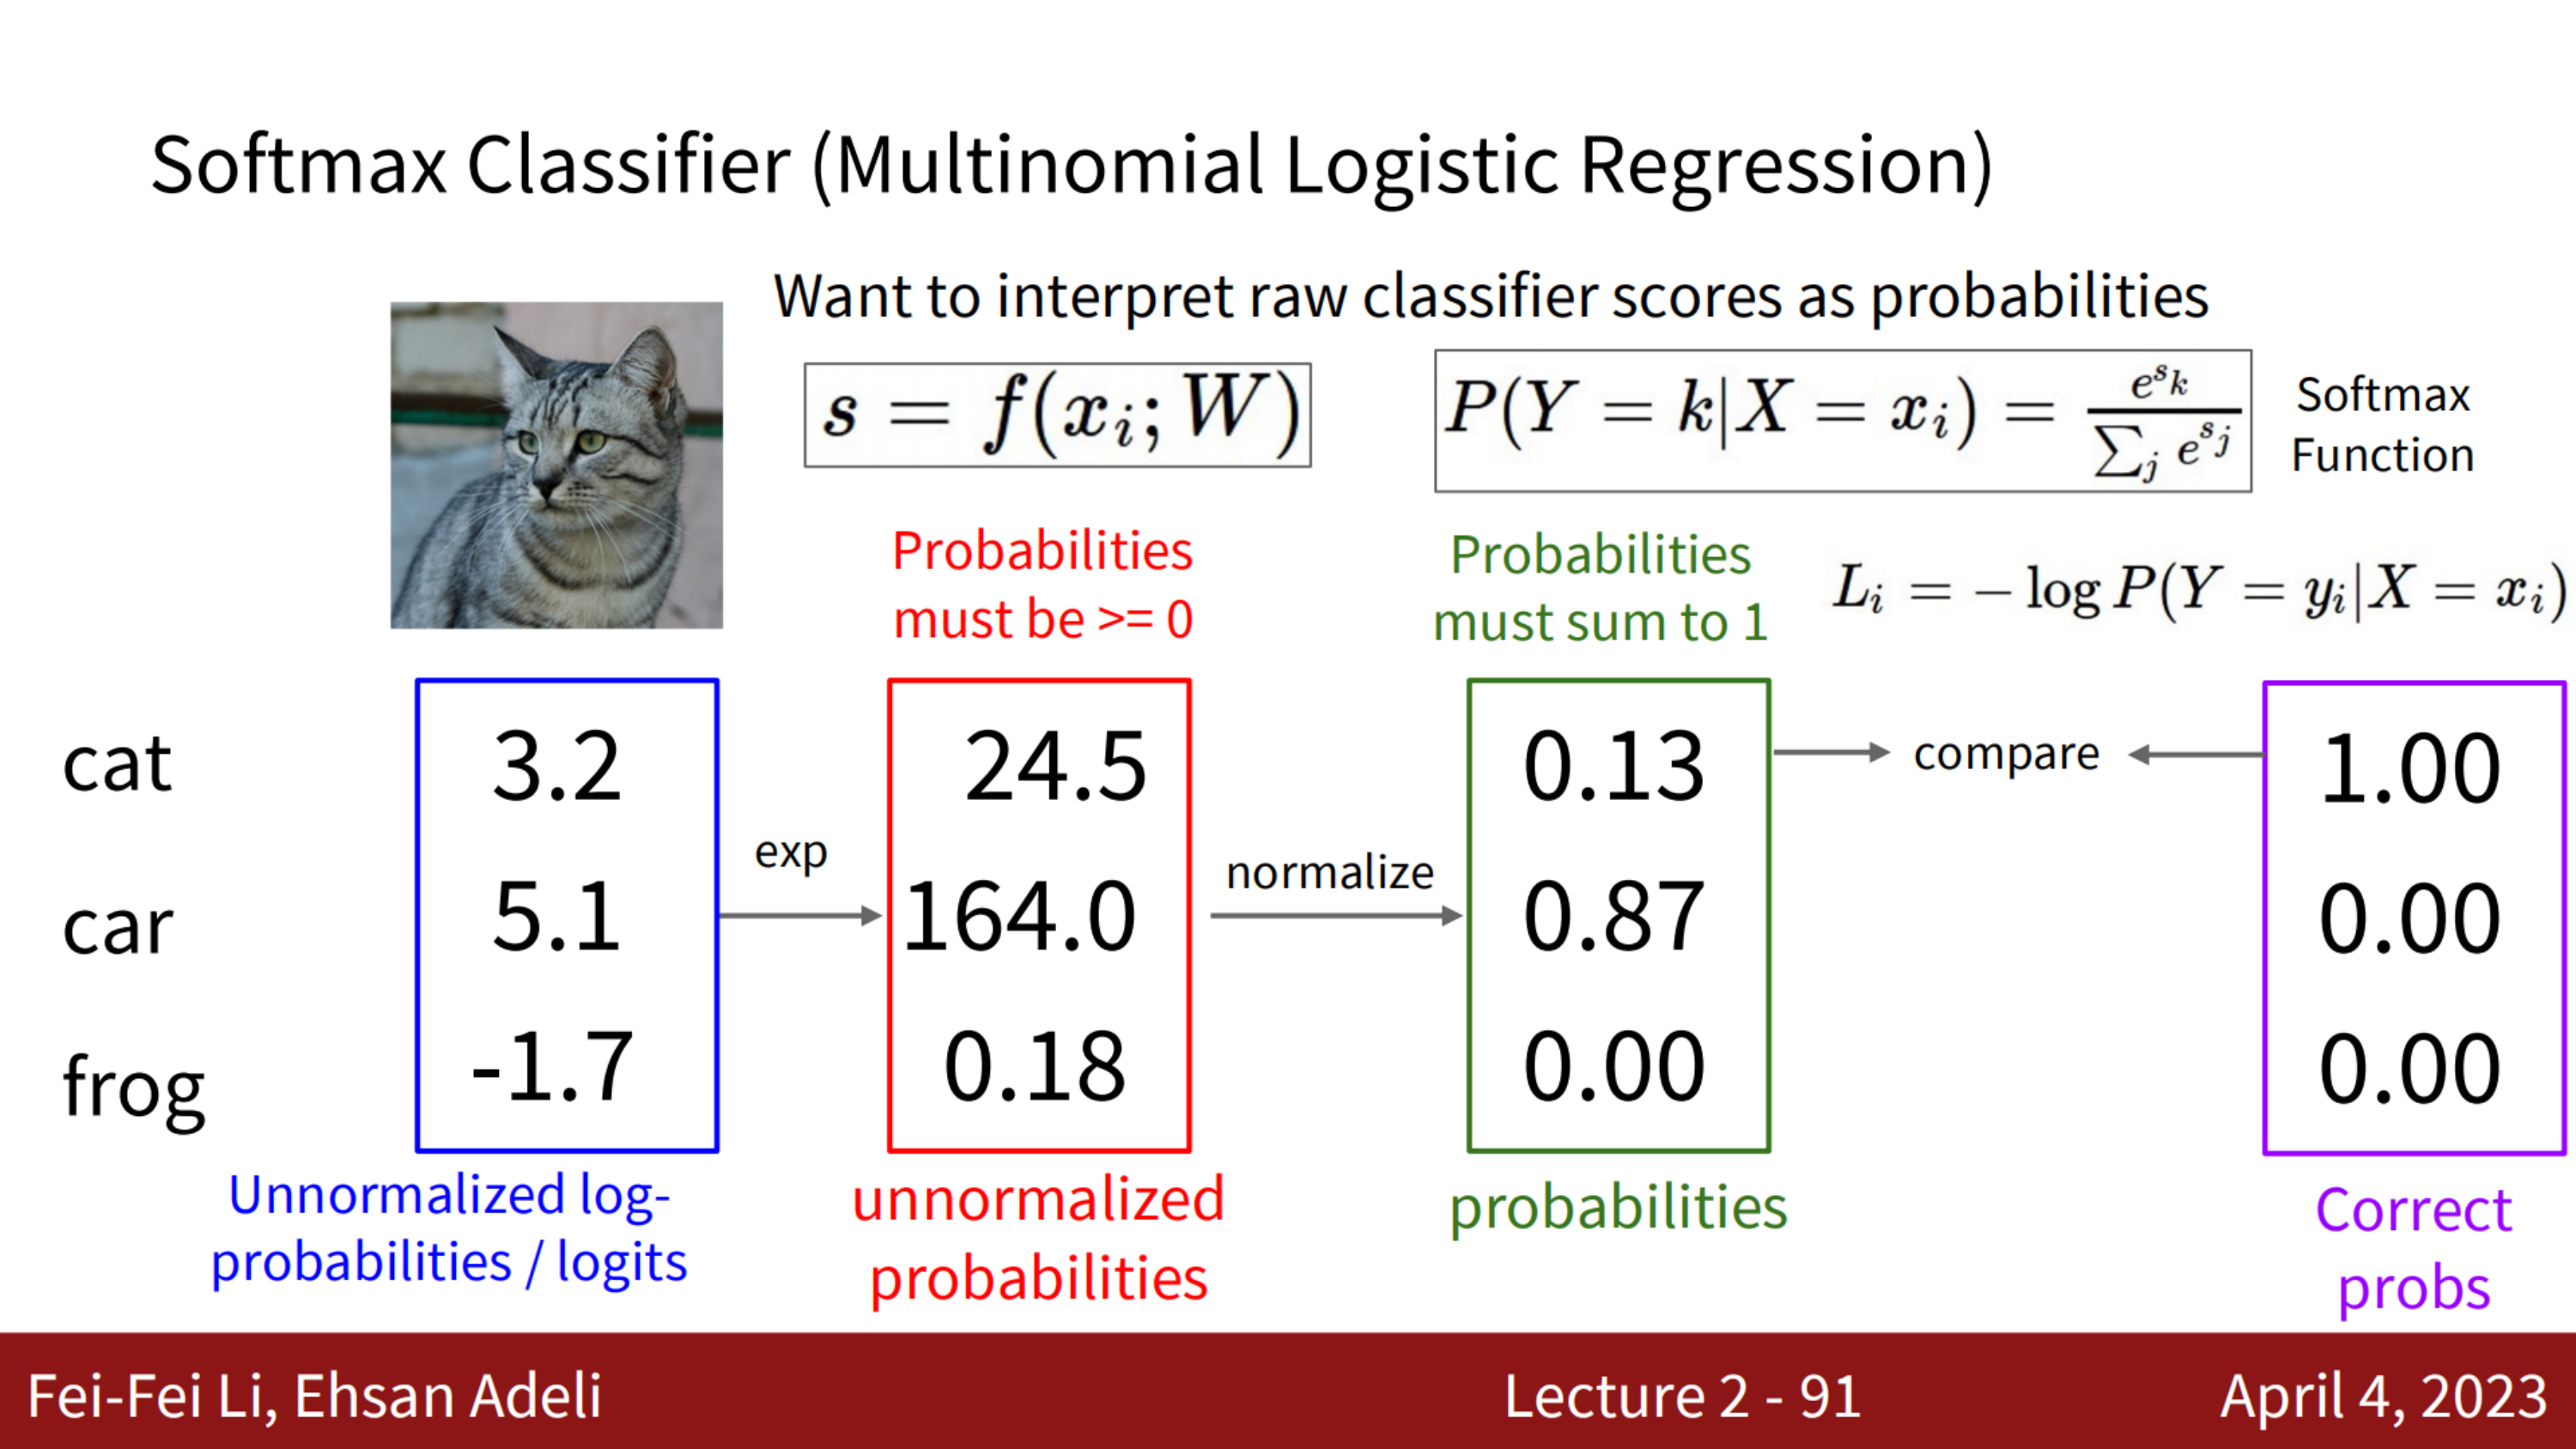 Softmax Classifier (Multinomial Logistic Regression)
Want to interpret raw classifier scores as probabilities
s = f(x_i; W)
P(Y = k|X = x_i) = \frac{e^{s_k}}{\sum_j e^{s_j}}
Softmax
Function
Probabilities
must be >= 0
Probabilities
must sum to 1
L_i = − log P(Y = y_i|X = x_i)
cat
3.2
24.5
0.13
compare
1.00
exp
normalize
car
5.1
164.0
0.87
0.00
frog
-1.7
0.18
0.00
0.00
Unnormalized log-
probabilities / logits
unnormalized
probabilities
probabilities
Correct
probs
Fei-Fei Li, Ehsan Adeli
Lecture 2 - 91
April 4, 2023